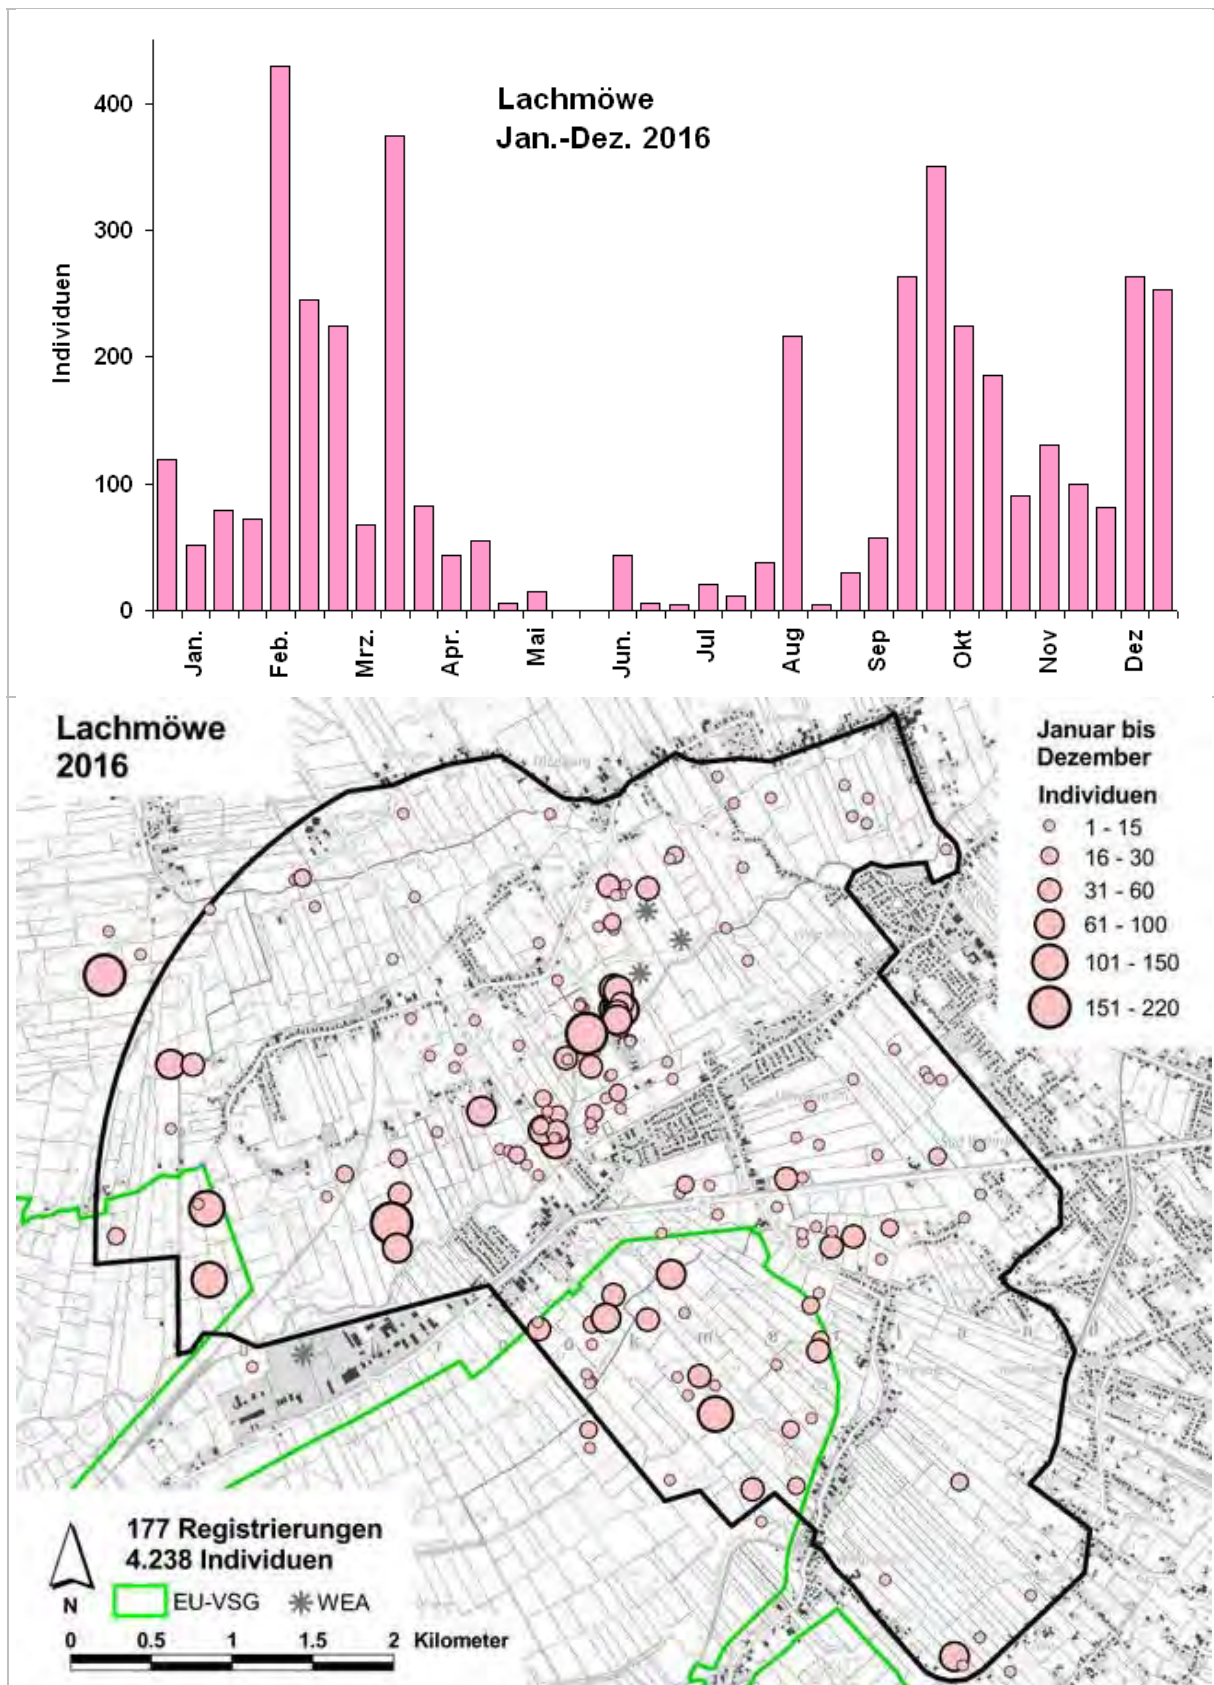 Lachmöwe
Jan.-Dez. 2016
Individuen
400
300
200
100
0
Jan.
Feb.
Mrz.
Apr.
Mai
Jun.
Jul
Aug
Sep
Okt
Nov
Dez
Lachmöwe
2016
Januar bis
Dezember
Individuen
1 - 15
16 - 30
31 - 60
61 - 100
101 - 150
151 - 220
177 Registrierungen
4.238 Individuen
EU-VSG
WEA
N
0 0.5 1 1.5 2 Kilometer